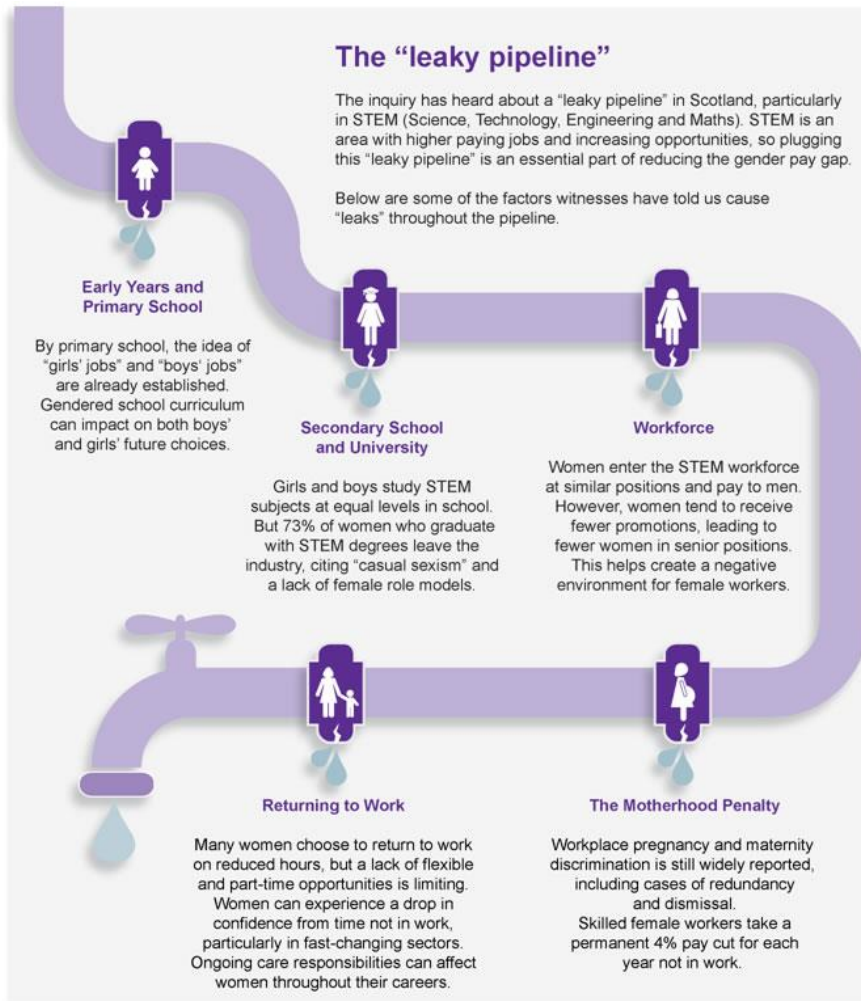 The “leaky pipeline”
The inquiry has heard about a “leaky pipeline” in Scotland, particularly
in STEM (Science, Technology, Engineering and Maths). STEM is an
area with higher paying jobs and increasing opportunities, so plugging
this “leaky pipeline” is an essential part of reducing the gender pay gap.
Below are some of the factors witnesses have told us cause
“leaks” throughout the pipeline.
Early Years and
Primary School
By primary school, the idea of
“girls’ jobs” and “boys‘ jobs”
are already established.
Gendered school curriculum
can impact on both boys’
and girls’ future choices.
Secondary School
and University
Girls and boys study STEM
subjects at equal levels in school.
But 73% of women who graduate
with STEM degrees leave the
industry, citing “casual sexism” and
a lack of female role models.
Workforce
Women enter the STEM workforce
at similar positions and pay to men.
However, women tend to receive
fewer promotions, leading to
fewer women in senior positions.
This helps create a negative
environment for female workers.
The Motherhood Penalty
Workplace pregnancy and maternity
discrimination is still widely reported,
including cases of redundancy
and dismissal.
Skilled female workers take a
permanent 4% pay cut for each
year not in work.
Returning to Work
Many women choose to return to work
on reduced hours, but a lack of flexible
and part-time opportunities is limiting.
Women can experience a drop in
confidence from time not in work,
particularly in fast-changing sectors.
Ongoing care responsibilities can affect
women throughout their careers.